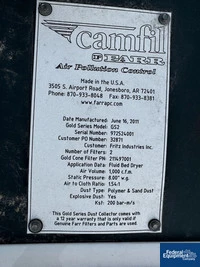 camfil
FARR
Air Pollution Control
Made in the U.S.A.
3505 S. Airport Road, Jonesboro, AR 72401
Phone: 870-933-8048 Fax: 870-933-8381
www.farrapc.com
Date Manufactured: June 16, 2011
Gold Series Model: GS2
Serial Number: 972524001
Customer PO Number: 32871
Customer: Fritz Industries Inc.
Number of Filters: 2
Gold Cone Filter PN: 211497001
Application: Fluid Bed Dryer
Air Volume: 1,000 c.f.m.
Static Pressure: 8.00" w.g.
Air to Cloth Ratio: 1.54:1
Dust Type: Polymer & Sand Dust
Explosive Dust: Yes
Kst: 200 bar-m/s
This Gold Series Dust Collector comes with
a 12 year warranty that is only valid if
Genuine Farr Filters and Parts are used.
Federal Equipment Company